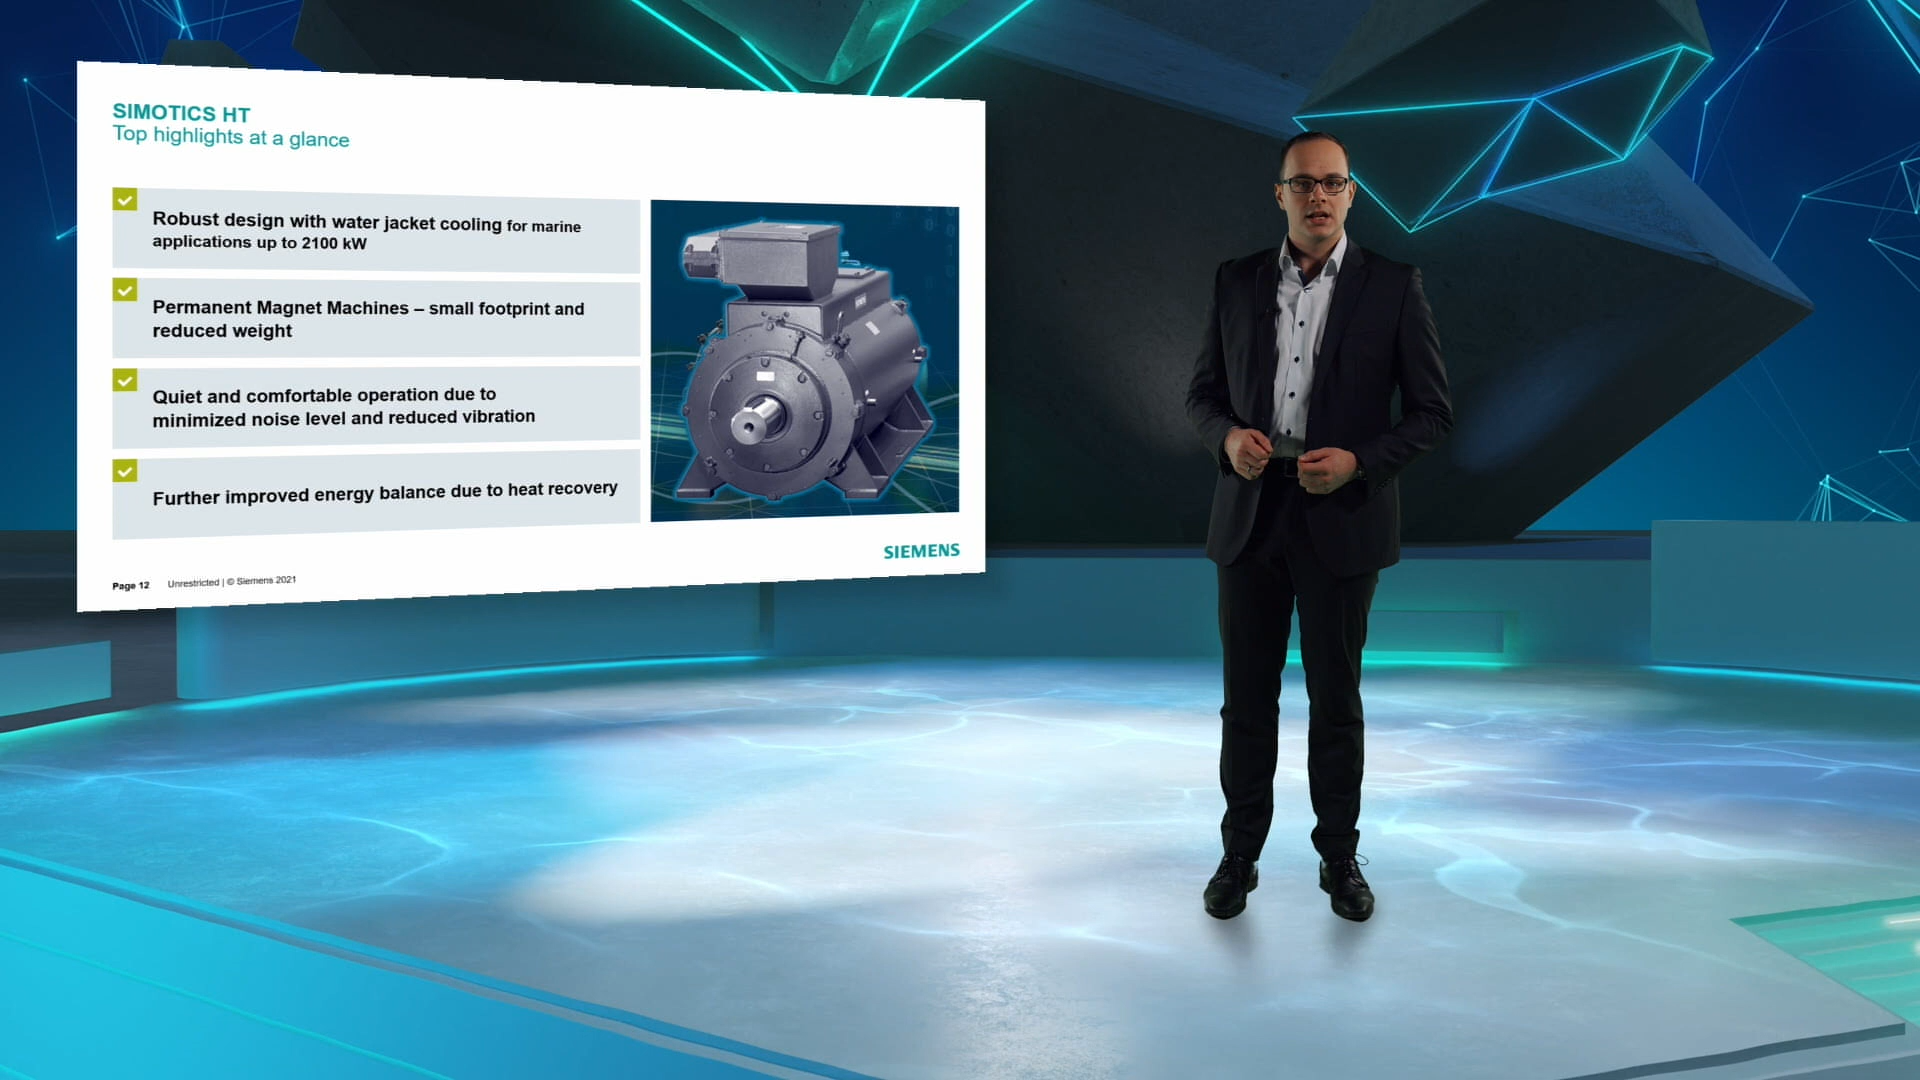 SIMOTICS HT
Top highlights at a glance
Robust design with water jacket cooling for marine
applications up to 2100 kW
Permanent Magnet Machines – small footprint and
reduced weight
Quiet and comfortable operation due to
minimized noise level and reduced vibration
Further improved energy balance due to heat recovery
SIEMENS
Page 12 Unrestricted | © Siemens 2021